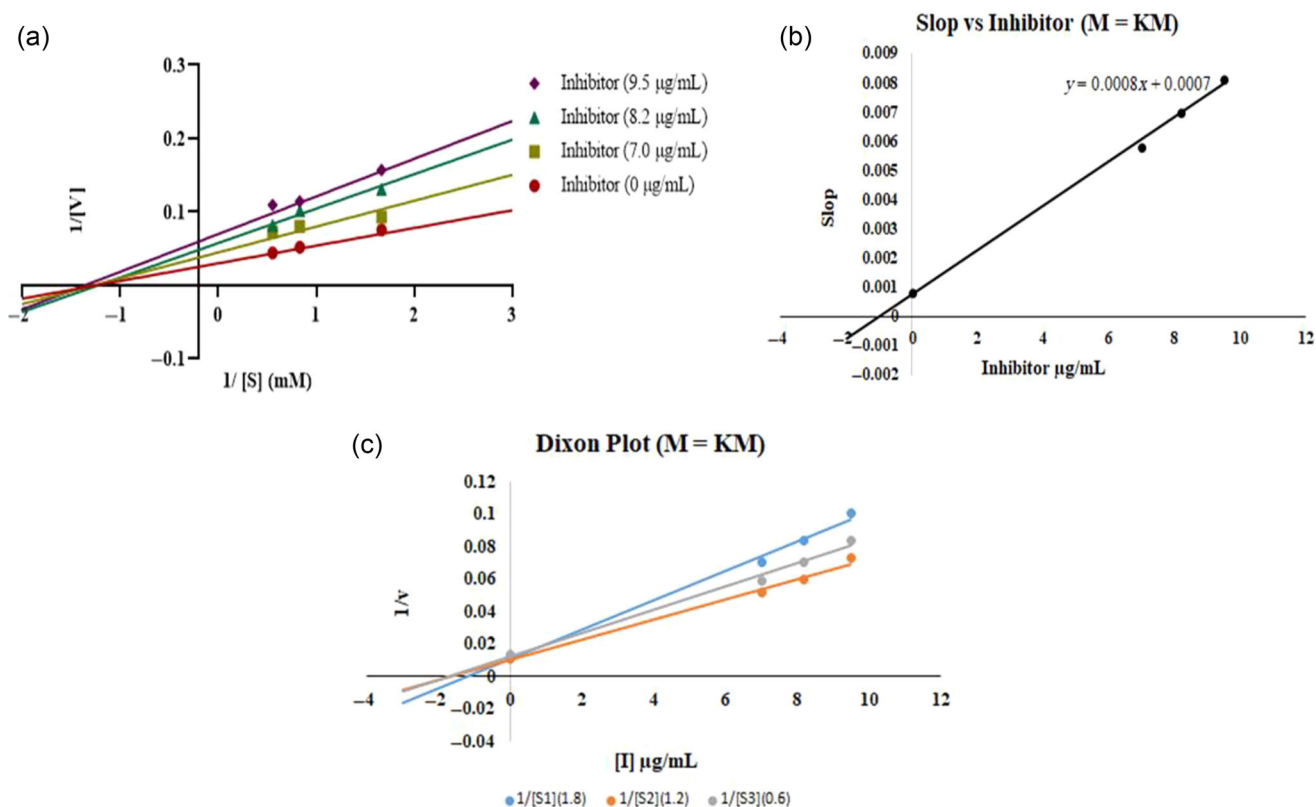 (a)
0.3
0.2
0.1
−0.1
−2
−1
0
1
2
3
1/[V]
1/ [S] (mM)
Inhibitor (9.5 µg/mL)
Inhibitor (8.2 µg/mL)
Inhibitor (7.0 µg/mL)
Inhibitor (0 µg/mL)
(b)
Slop vs Inhibitor (M = KM)
0.009
0.008
0.007
0.006
0.005
0.004
0.003
0.002
0.001
0
−0.001
−0.002
y = 0.0008x + 0.0007
Slop
−4
−2
0
2
4
6
8
10
12
Inhibitor µg/mL
(c)
Dixon Plot (M = KM)
0.12
0.1
0.08
0.06
0.04
0.02
0
−0.02
−0.04
1/v
−4
−2
0
2
4
6
8
10
12
[I] µg/mL
1/[S1](1.8) 1/[S2](1.2) 1/[S3](0.6)